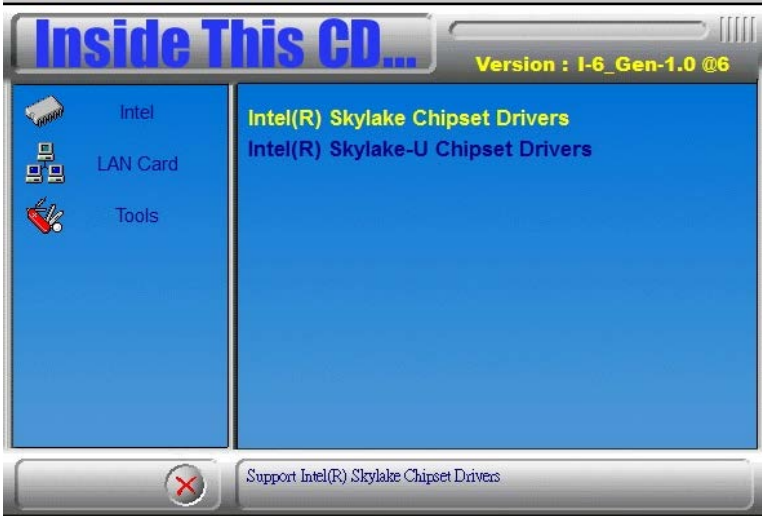 Inside This CD...
Version : I-6_Gen-1.0 @6
Intel
LAN Card
Tools
Intel(R) Skylake Chipset Drivers
Intel(R) Skylake-U Chipset Drivers
Support Intel(R) Skylake Chipset Drivers